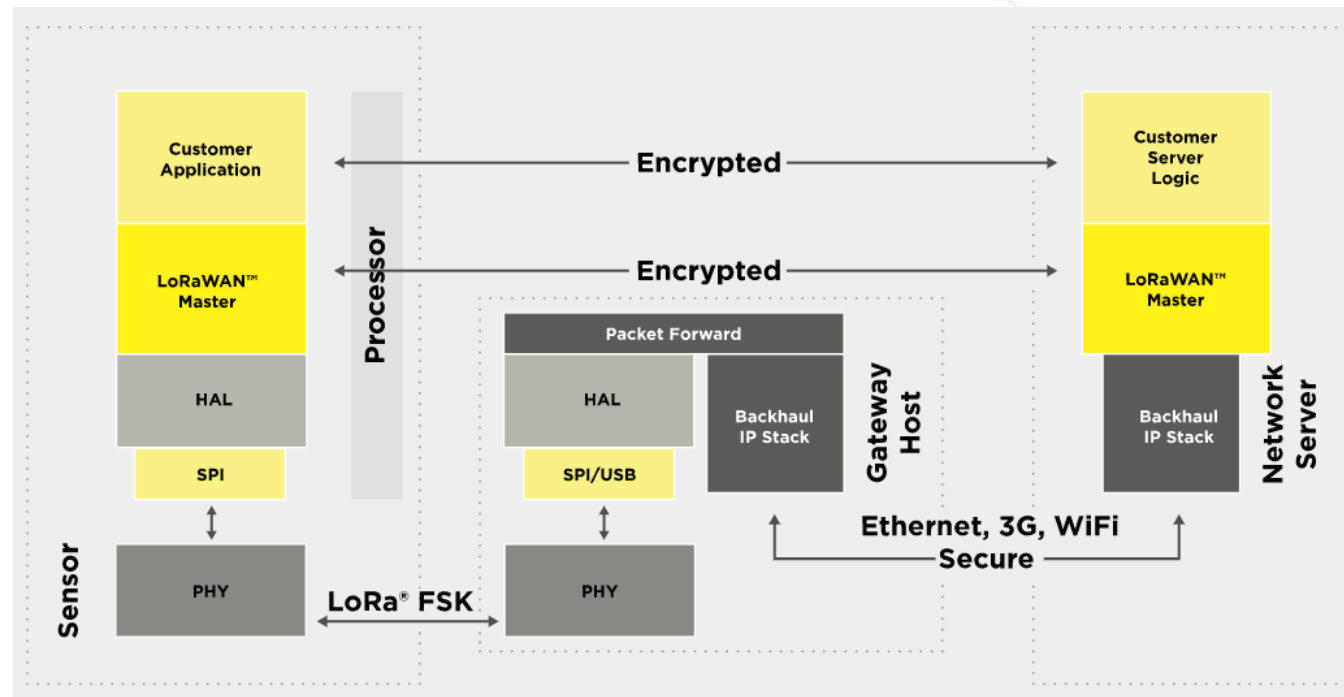 Customer
Application
LoRaWAN™
Master
HAL
SPI
PHY
Processor
Sensor
Encrypted
Encrypted
LoRa® FSK
Packet Forward
HAL
SPI/USB
PHY
Backhaul
IP Stack
Gateway
Host
Ethernet, 3G, WiFi
Secure
Customer
Server
Logic
LoRaWAN™
Master
Backhaul
IP Stack
Network
Server